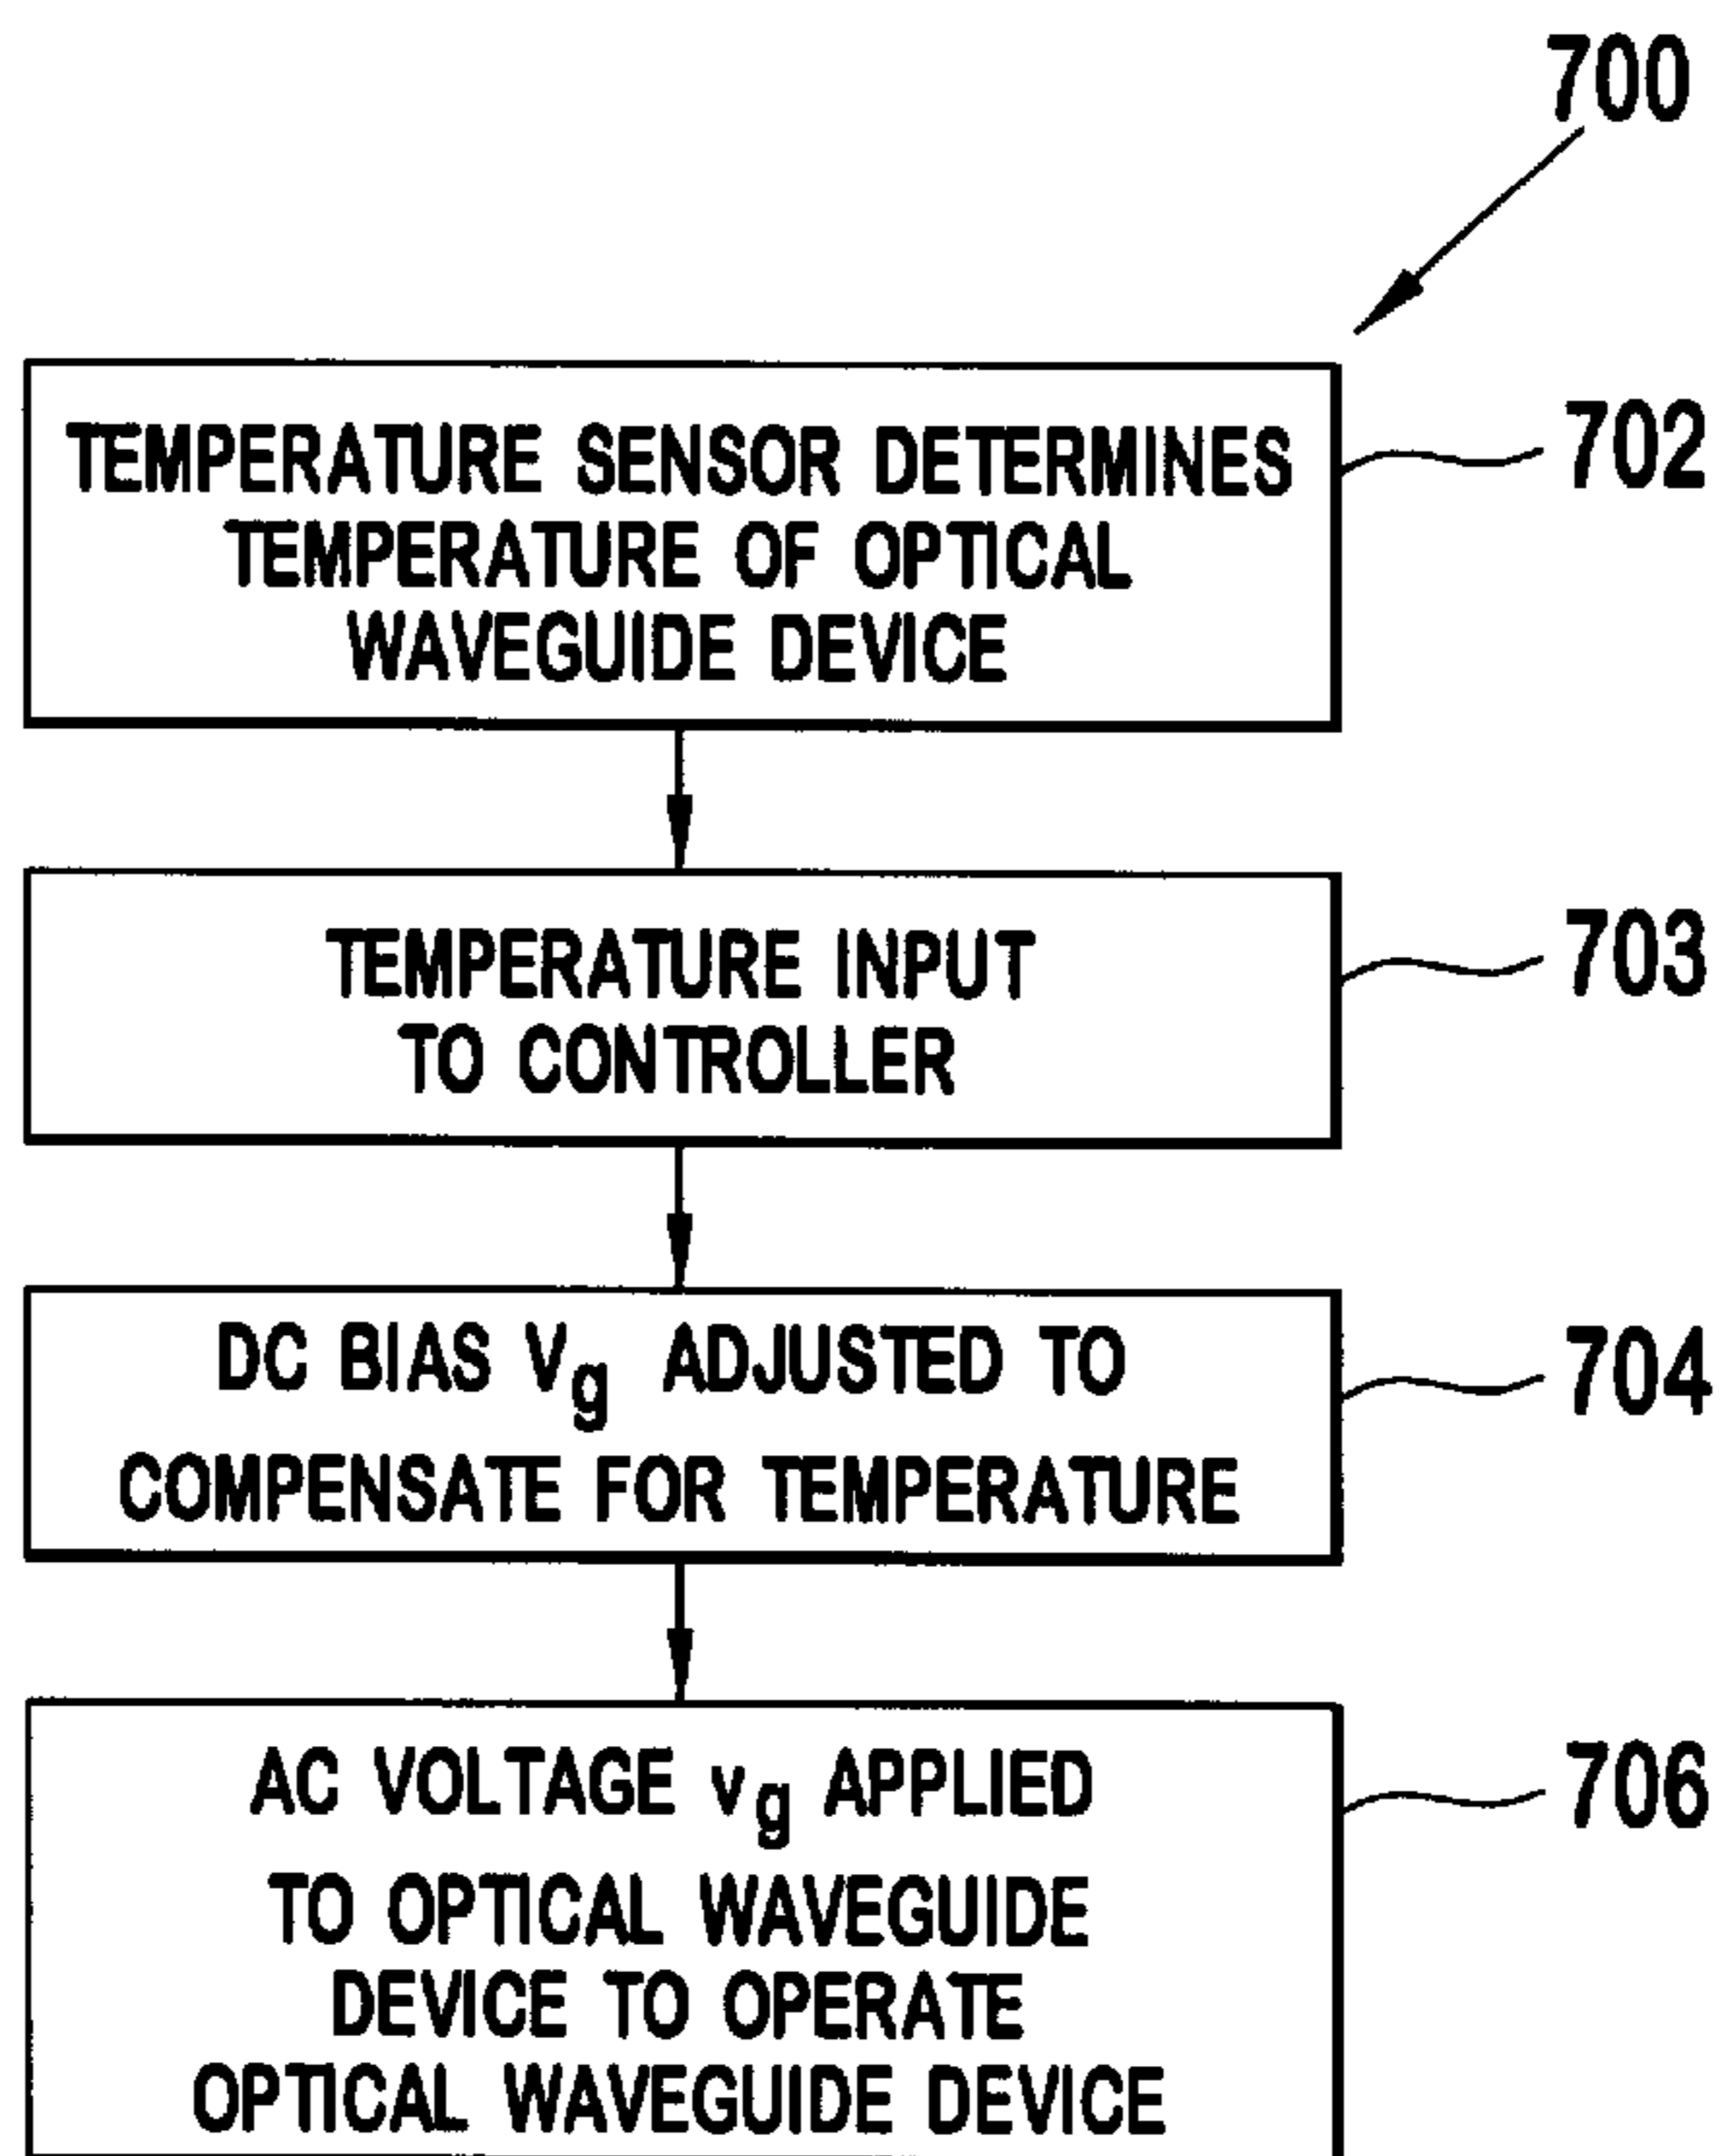 700
TEMPERATURE SENSOR DETERMINES
TEMPERATURE OF OPTICAL
WAVEGUIDE DEVICE
702
TEMPERATURE INPUT
TO CONTROLLER
703
DC BIAS Vg ADJUSTED TO
COMPENSATE FOR TEMPERATURE
704
AC VOLTAGE vg APPLIED
TO OPTICAL WAVEGUIDE
DEVICE TO OPERATE
OPTICAL WAVEGUIDE DEVICE
706